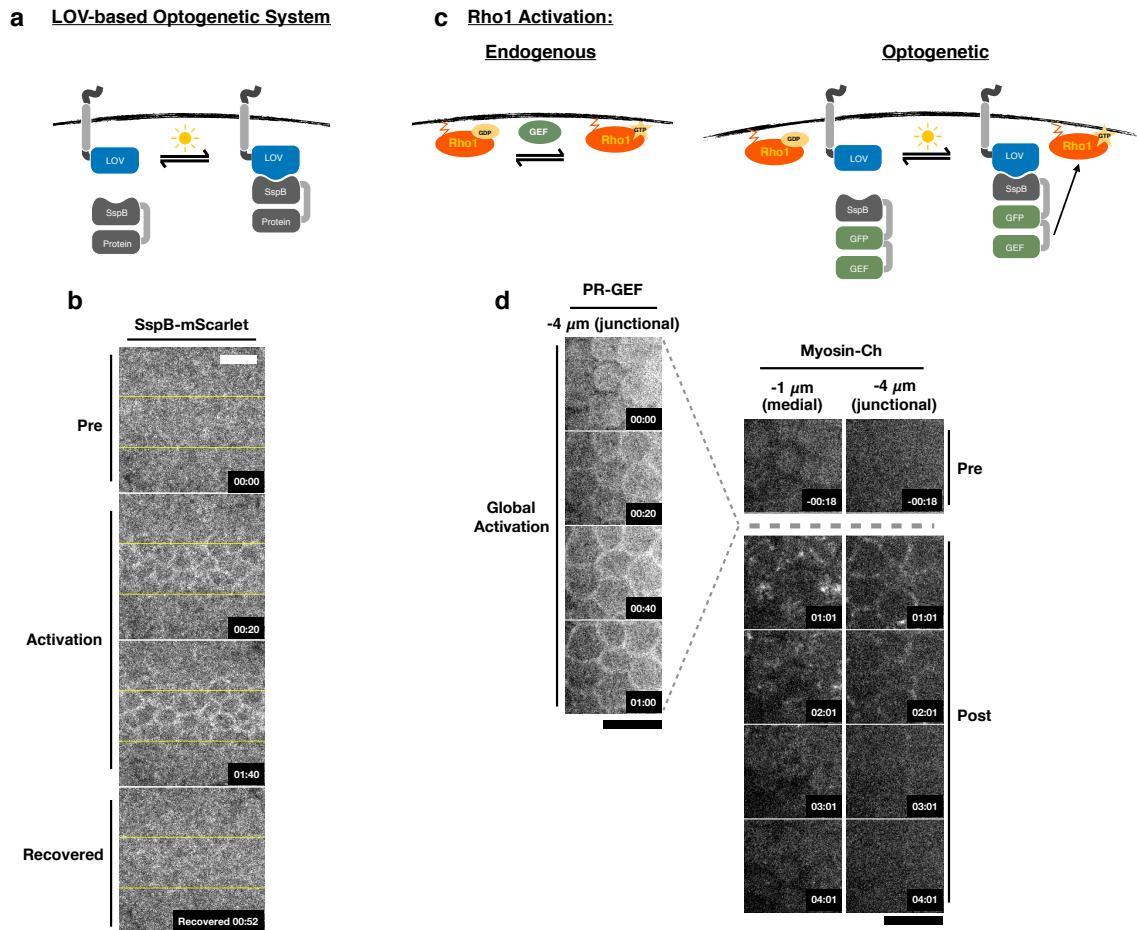 a LOV-based Optogenetic System
LOV
SspB
Protein
LOV
SspB
Protein
c Rho1 Activation:
Endogenous
Rho1
GDP
GEF
Rho1
GTP
Optogenetic
Rho1
GDP
LOV
SspB
GFP
GEF
LOV
SspB
GFP
GEF
Rho1
GTP
b
SspB-mScarlet
Pre
00:00
Activation
00:20
01:40
Recovered
Recovered 00:52
d
PR-GEF
-4 μm (junctional)
Global
Activation
00:00
00:20
00:40
01:00
Myosin-Ch
-1 μm
(medial)
-4 μm
(junctional)
-00:18
-00:18
Pre
01:01
01:01
02:01
02:01
Post
03:01
03:01
04:01
04:01